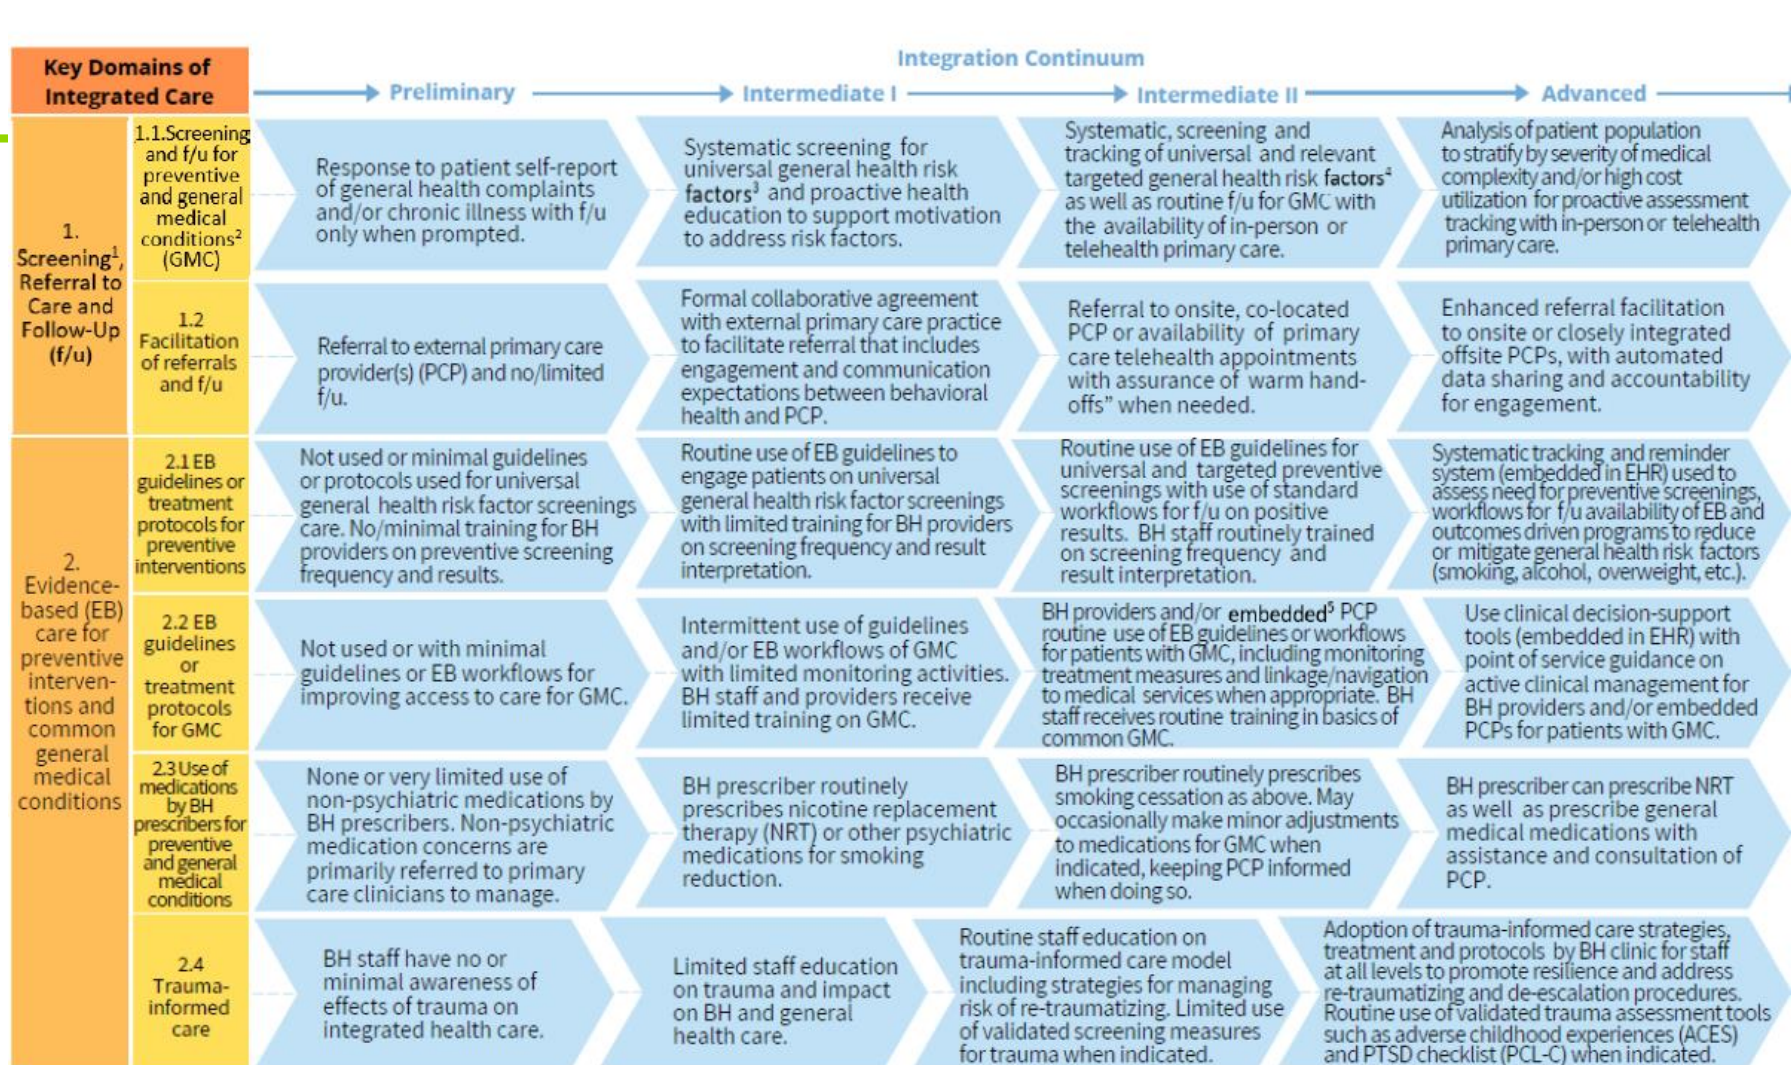 Key Domains of
Integrated Care
Integration Continuum
Preliminary
Intermediate I
Intermediate II
Advanced
1.
Screening¹,
Referral to
Care and
Follow-Up
(f/u)
1.1.Screening
and f/u for
preventive
and general
medical
conditions²
(GMC)
Response to patient self-report
of general health complaints
and/or chronic illness with f/u
only when prompted.
Systematic screening for
universal general health risk
factors³ and proactive health
education to support motivation
to address risk factors.
Systematic, screening and
tracking of universal and relevant
targeted general health risk factors⁴
as well as routine f/u for GMC with
the availability of in-person or
telehealth primary care.
Analysis of patient population
to stratify by severity of medical
complexity and/or high cost
utilization for proactive assessment
tracking with in-person or telehealth
primary care.
1.2
Facilitation
of referrals
and f/u
Referral to external primary care
provider(s) (PCP) and no/limited
f/u.
Formal collaborative agreement
with external primary care practice
to facilitate referral that includes
engagement and communication
expectations between behavioral
health and PCP.
Referral to onsite, co-located
PCP or availability of primary
care telehealth appointments
with assurance of warm hand-
offs” when needed.
Enhanced referral facilitation
to onsite or closely integrated
offsite PCPs, with automated
data sharing and accountability
for engagement.
2.
Evidence-
based (EB)
care for
preventive
interven-
tions and
common
general
medical
conditions
2.1 EB
guidelines or
treatment
protocols for
preventive
interventions
Not used or minimal guidelines
or protocols used for universal
general health risk factor screenings
care. No/minimal training for BH
providers on preventive screening
frequency and results.
Routine use of EB guidelines to
engage patients on universal
general health risk factor screenings
with limited training for BH providers
on screening frequency and result
interpretation.
Routine use of EB guidelines for
universal and targeted preventive
screenings with use of standard
workflows for f/u on positive
results. BH staff routinely trained
on screening frequency and
result interpretation.
Systematic tracking and reminder
system (embedded in EHR) used to
assess need for preventive screenings,
workflows for f/u availability of EB and
outcomes driven programs to reduce
or mitigate general health risk factors
(smoking, alcohol, overweight, etc.).
2.2 EB
guidelines
or
treatment
protocols
for GMC
Not used or with minimal
guidelines or EB workflows for
improving access to care for GMC.
Intermittent use of guidelines
and/or EB workflows of GMC
with limited monitoring activities.
BH staff and providers receive
limited training on GMC.
BH providers and/or embedded⁵ PCP
routine use of EB guidelines or workflows
for patients with GMC, including monitoring
treatment measures and linkage/navigation
to medical services when appropriate. BH
staff receives routine training in basics of
common GMC.
Use clinical decision-support
tools (embedded in EHR) with
point of service guidance on
active clinical management for
BH providers and/or embedded
PCPs for patients with GMC.
2.3 Use of
medications
by BH
prescribers for
preventive
and general
medical
conditions
None or very limited use of
non-psychiatric medications by
BH prescribers. Non-psychiatric
medication concerns are
primarily referred to primary
care clinicians to manage.
BH prescriber routinely
prescribes nicotine replacement
therapy (NRT) or other psychiatric
medications for smoking
reduction.
BH prescriber routinely prescribes
smoking cessation as above. May
occasionally make minor adjustments
to medications for GMC when
indicated, keeping PCP informed
when doing so.
BH prescriber can prescribe NRT
as well as prescribe general
medical medications with
assistance and consultation of
PCP.
2.4
Trauma-
informed
care
BH staff have no or
minimal awareness of
effects of trauma on
integrated health care.
Limited staff education
on trauma and impact
on BH and general
health care.
Routine staff education on
trauma-informed care model
including strategies for managing
risk of re-traumatizing. Limited use
of validated screening measures
for trauma when indicated.
Adoption of trauma-informed care strategies,
treatment and protocols by BH clinic for staff
at all levels to promote resilience and address
re-traumatizing and de-escalation procedures.
Routine use of validated trauma assessment tools
such as adverse childhood experiences (ACES)
and PTSD checklist (PCL-C) when indicated.